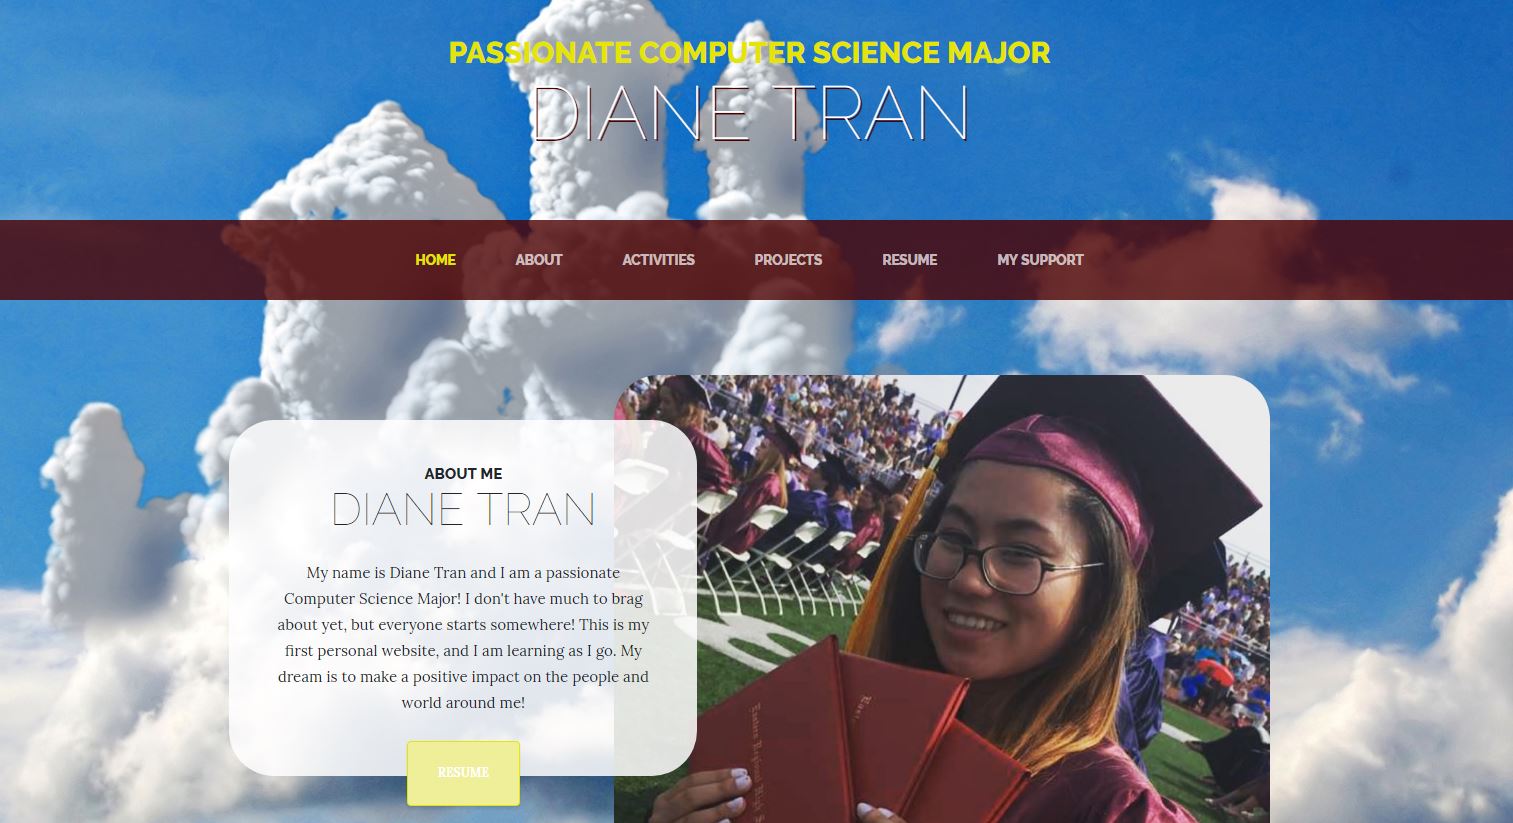 PASSIONATE COMPUTER SCIENCE MAJOR
DIANE TRAN
HOME ABOUT ACTIVITIES PROJECTS RESUME MY SUPPORT
ABOUT ME
DIANE TRAN
My name is Diane Tran and I am a passionate
Computer Science Major! I don't have much to brag
about yet, but everyone starts somewhere! This is my
first personal website, and I am learning as I go. My
dream is to make a positive impact on the people and
world around me!
RESUME